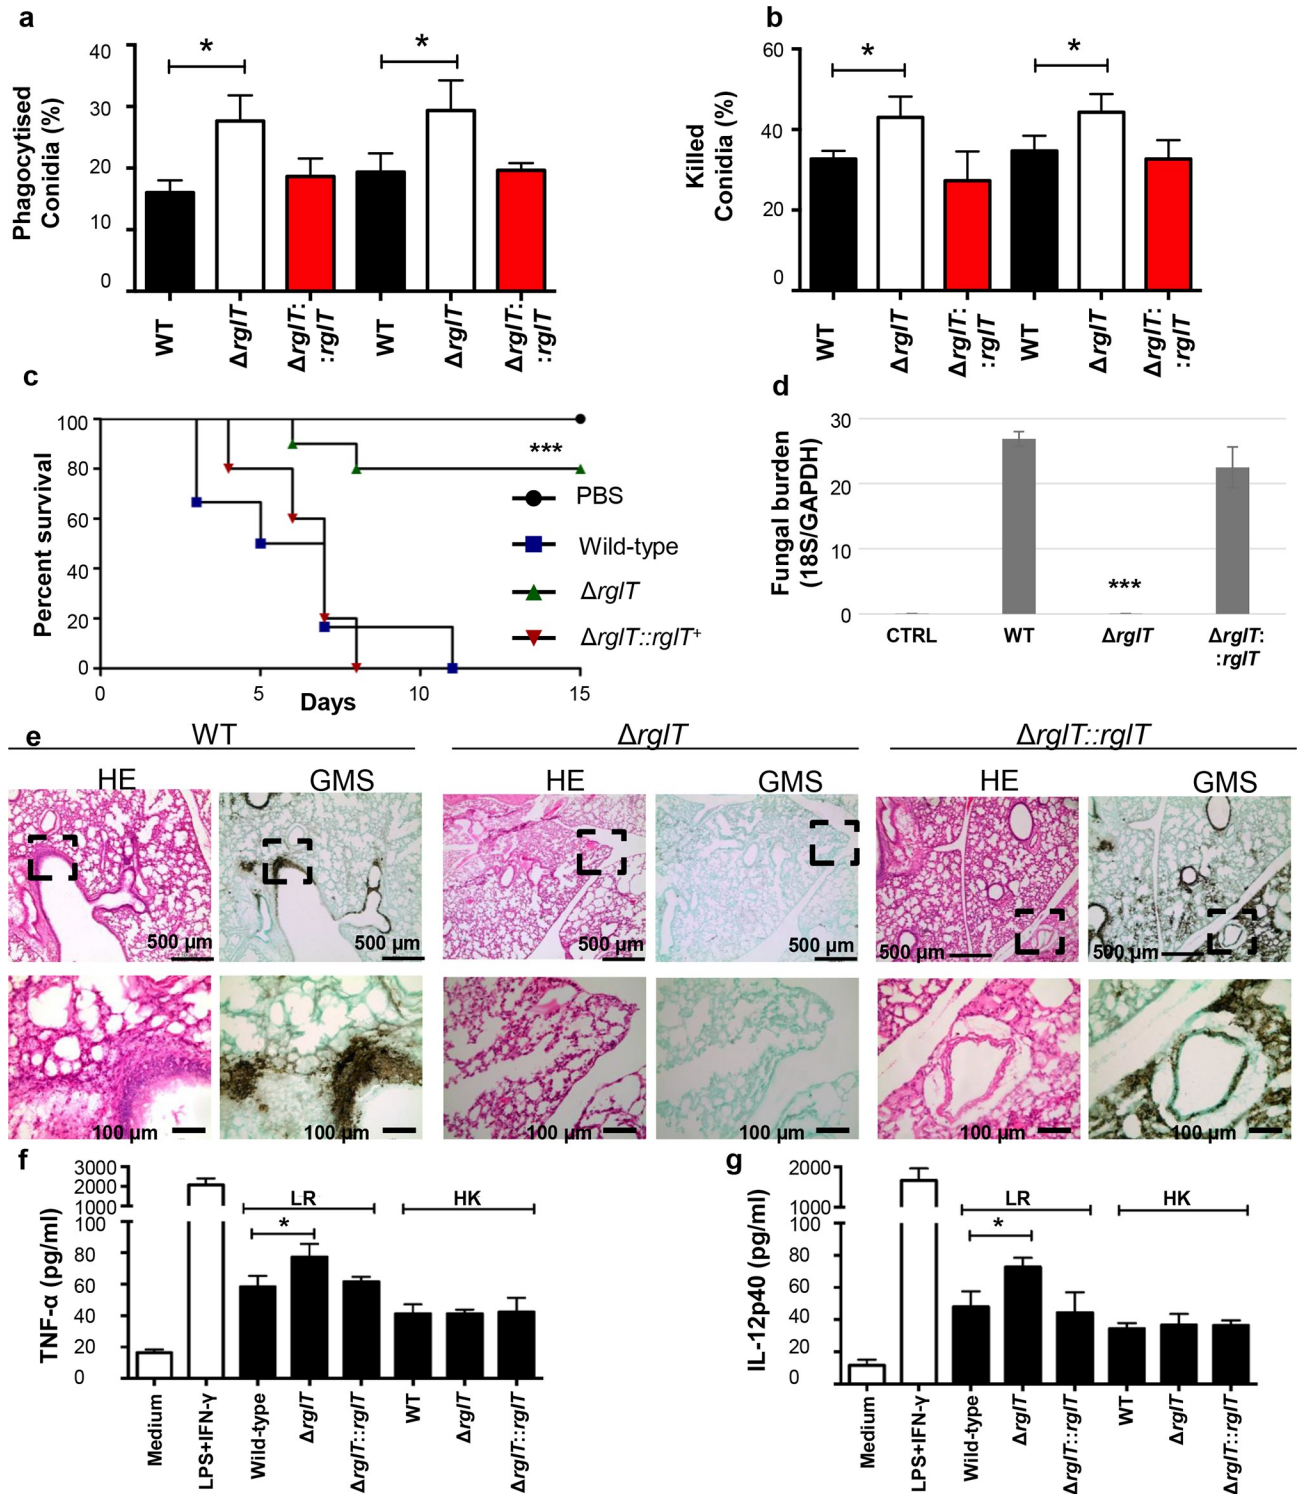 a
Phagocytised
Conidia (%)
40
30
20
10
0
*
*
WT
ΔrglT
ΔrglT:
:rglT
WT
ΔrglT
ΔrglT:
:rglT
b
Killed
Conidia (%)
60
40
20
0
*
*
WT
ΔrglT
ΔrglT:
:rglT
WT
ΔrglT
ΔrglT:
:rglT
c
Percent survival
100
80
60
40
20
0
***
PBS
Wild-type
ΔrglT
ΔrglT::rglT+
0
5
10
15
Days
d
Fungal burden
(18S/GAPDH)
30
20
10
0
***
CTRL
WT
ΔrglT
ΔrglT:
:rglT
e
WT
ΔrglT
ΔrglT::rglT
HE
GMS
HE
GMS
HE
GMS
500 µm
500 µm
500 µm
500 µm
500 µm
500 µm
100 µm
100 µm
100 µm
100 µm
100 µm
100 µm
f
TNF-α (pg/ml)
3000
2000
1000
100
80
60
40
20
0
LR
HK
*
Medium
LPS+IFN-γ
Wild-type
ΔrglT
ΔrglT::rglT
WT
ΔrglT
ΔrglT::rglT
g
IL-12p40 (pg/ml)
2000
1000
100
80
60
40
20
0
LR
HK
*
Medium
LPS+IFN-γ
Wild-type
ΔrglT
ΔrglT::rglT
WT
ΔrglT
ΔrglT::rglT